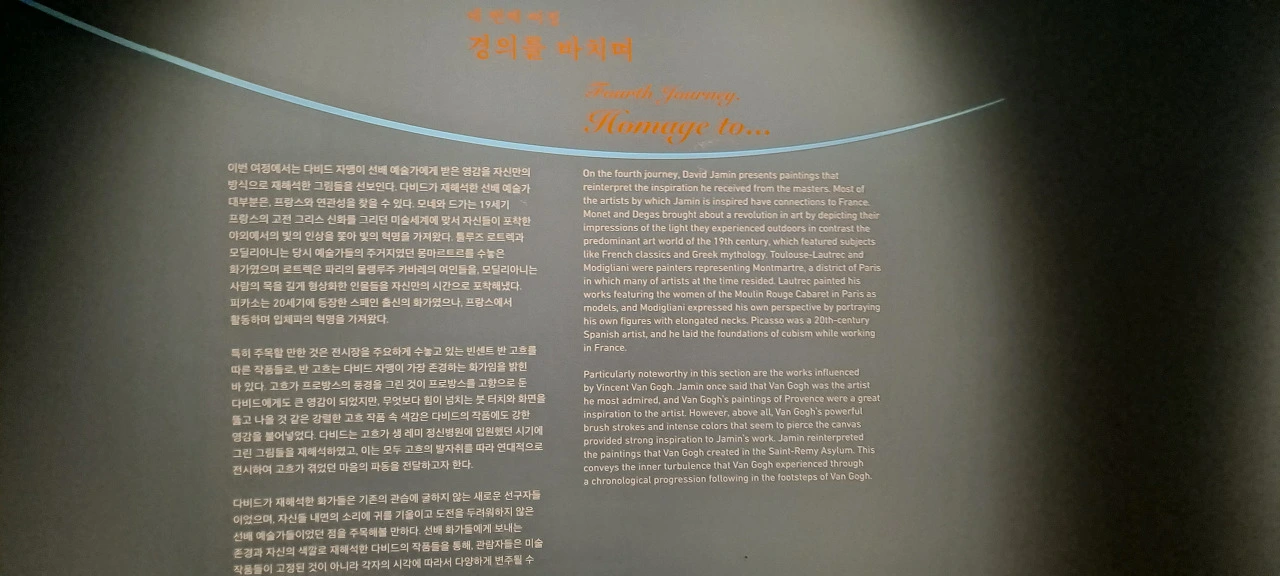 네 번째 여정
경의를 바치며
Fourth Journey,
Homage to...
이번 여정에서는 다비드 자맹이 선배 예술가에게 받은 영감을 자신만의
방식으로 재해석한 그림들을 선보인다. 다비드가 재해석한 선배 예술가
대부분은, 프랑스와 연관성을 찾을 수 있다. 모네와 드가는 19세기
프랑스의 고전 그리스 신화를 그리던 미술세계에 맞서 자신들이 포착한
야외에서의 빛의 인상을 쫓아 빛의 혁명을 가져왔다. 툴루즈 로트렉과
모딜리아니는 당시 예술가들의 주거지였던 몽마르트르를 수놓은
화가였으며 로트렉은 파리의 물랭루주 카바레의 여인들을, 모딜리아니는
사람의 목을 길게 형상화한 인물들을 자신만의 시간으로 포착해냈다.
피카소는 20세기에 등장한 스페인 출신의 화가였으나, 프랑스에서
활동하며 입체파의 혁명을 가져왔다.
특히 주목할 만한 것은 전시장을 주요하게 수놓고 있는 빈센트 반 고흐를
따른 작품들로, 반 고흐는 다비드 자맹이 가장 존경하는 화가임을 밝힌
바 있다. 고흐가 프로방스의 풍경을 그린 것이 프로방스를 고향으로 둔
다비드에게도 큰 영감이 되었지만, 무엇보다 힘이 넘치는 붓 터치와 화면을
뚫고 나올 것 같은 강렬한 고흐 작품 속 색감은 다비드의 작품에도 강한
영감을 불어넣었다. 다비드는 고흐가 생 레미 정신병원에 입원했던 시기에
그린 그림들을 재해석하였고, 이는 모두 고흐의 발자취를 따라 연대적으로
전시하여 고흐가 겪었던 마음의 파동을 전달하고자 한다.
다비드가 재해석한 화가들은 기존의 관습에 굴하지 않는 새로운 선구자들
이었으며, 자신들 내면의 소리에 귀를 기울이고 도전을 두려워하지 않은
선배 예술가들이었던 점을 주목해볼 만하다. 선배 화가들에게 보내는
존경과 자신의 색깔로 재해석한 다비드의 작품들을 통해, 관람자들은 미술
작품들이 고정된 것이 아니라 각자의 시각에 따라서 다양하게 변주될 수
On the fourth journey, David Jamin presents paintings that
reinterpret the inspiration he received from the masters. Most of
the artists by which Jamin is inspired have connections to France.
Monet and Degas brought about a revolution in art by depicting their
impressions of the light they experienced outdoors in contrast the
predominant art world of the 19th century, which featured subjects
like French classics and Greek mythology. Toulouse-Lautrec and
Modigliani were painters representing Montmartre, a district of Paris
in which many of artists at the time resided. Lautrec painted his
works featuring the women of the Moulin Rouge Cabaret in Paris as
models, and Modigliani expressed his own perspective by portraying
his own figures with elongated necks. Picasso was a 20th-century
Spanish artist, and he laid the foundations of cubism while working
in France.
Particularly noteworthy in this section are the works influenced
by Vincent Van Gogh. Jamin once said that Van Gogh was the artist
he most admired, and Van Gogh's paintings of Provence were a great
inspiration to the artist. However, above all, Van Gogh's powerful
brush strokes and intense colors that seem to pierce the canvas
provided strong inspiration to Jamin's work. Jamin reinterpreted
the paintings that Van Gogh created in the Saint-Remy Asylum. This
conveys the inner turbulence that Van Gogh experienced through
a chronological progression following in the footsteps of Van Gogh.